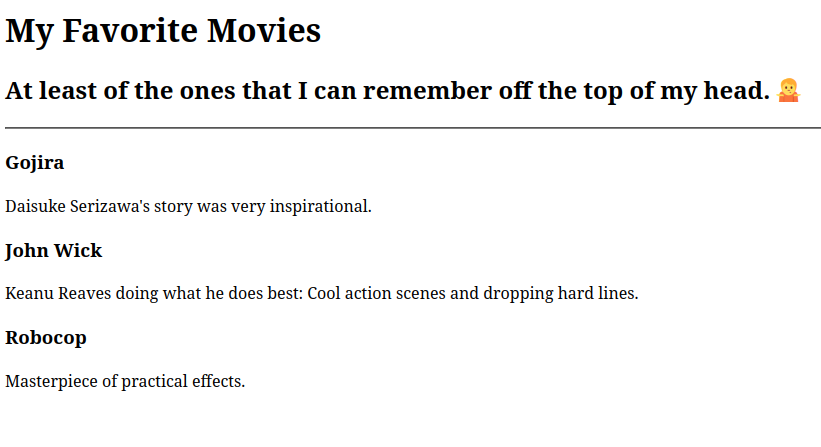 My Favorite Movies
At least of the ones that I can remember off the top of my head. 🤷
Gojira
Daisuke Serizawa's story was very inspirational.
John Wick
Keanu Reaves doing what he does best: Cool action scenes and dropping hard lines.
Robocop
Masterpiece of practical effects.